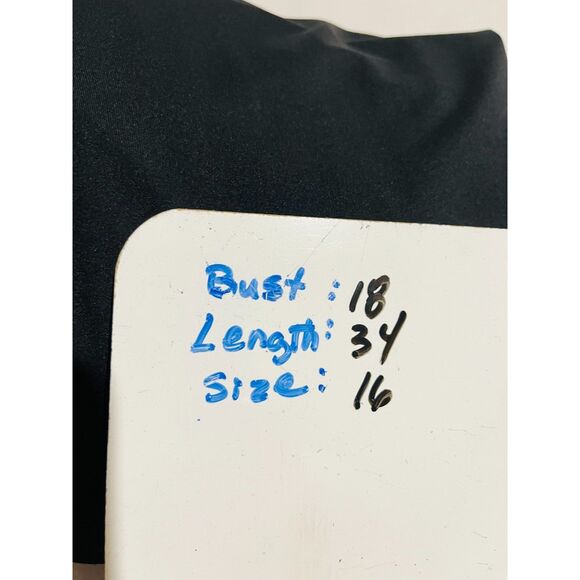 Bust : 18
Length: 34
Size: 16